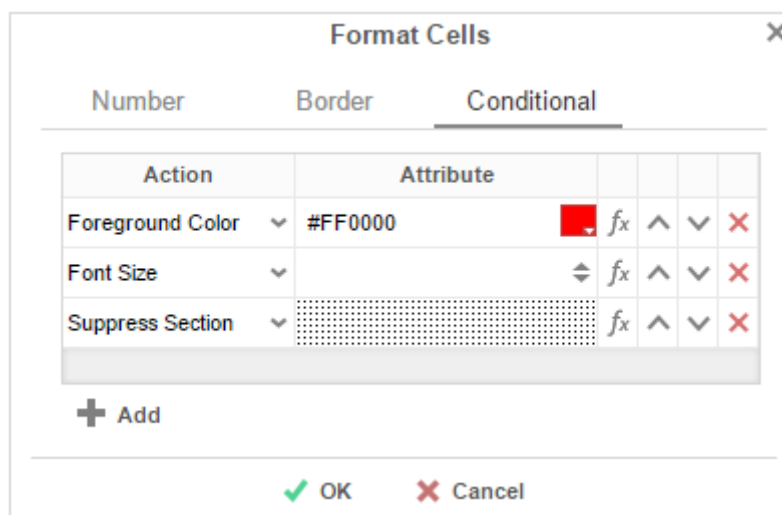 Format Cells
Number Border Conditional
Action Attribute
Foreground Color #FF0000 fx
Font Size fx
Suppress Section fx
Add
OK Cancel